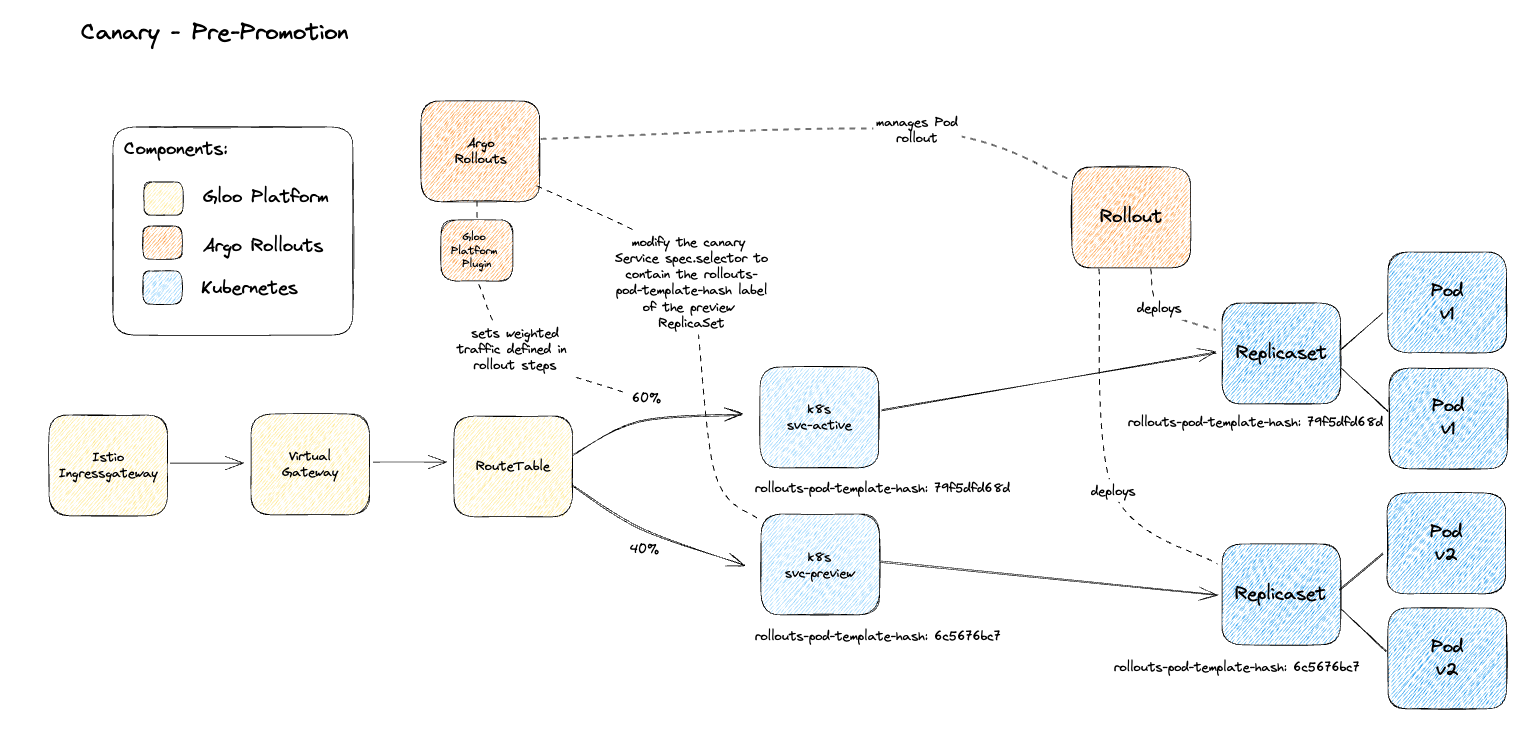 Canary - Pre-Promotion
Components:
Gloo Platform
Argo Rollouts
Kubernetes
Argo
Rollouts
Gloo
Platform
Plugin
manages Pod
rollout
Rollout
modify the canary
Service spec.selector to
contain the rollouts-
pod-template-hash label
of the preview
ReplicaSet
sets weighted
traffic defined in
rollout steps
deploys
deploys
60%
40%
Istio
Ingressgateway
Virtual
Gateway
RouteTable
k8s
svc-active
rollouts-pod-template-hash: 79f5dfd68d
k8s
svc-preview
rollouts-pod-template-hash: 6c5676bc7
Replicaset
rollouts-pod-template-hash: 79f5dfd68d
Pod
v1
Pod
v1
Replicaset
rollouts-pod-template-hash: 6c5676bc7
Pod
v2
Pod
v2